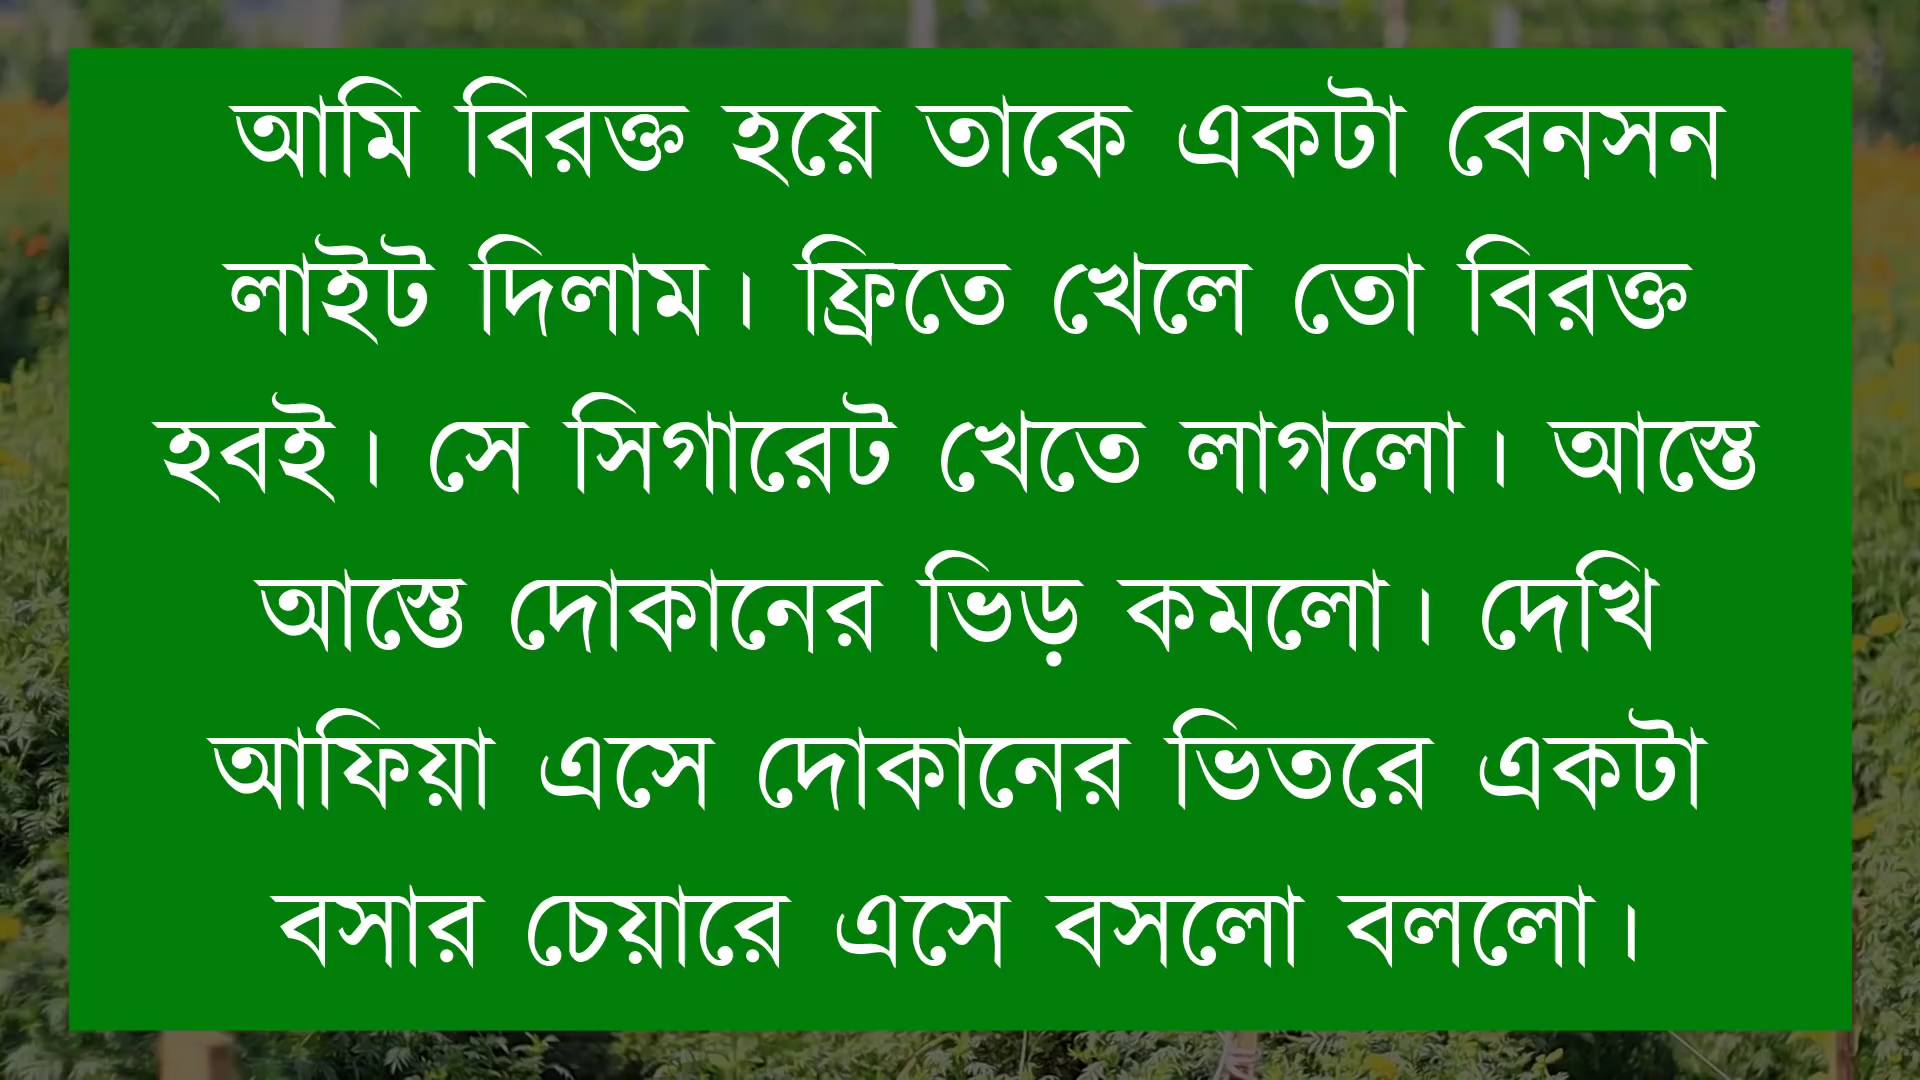 আমি বিরক্ত হয়ে তাকে একটা বেনসন
লাইট দিলাম। ফ্রিতে খেলে তো বিরক্ত
হবই। সে সিগারেট খেতে লাগলো। আস্তে
আস্তে দোকানের ভিড় কমলো। দেখি
আফিয়া এসে দোকানের ভিতরে একটা
বসার চেয়ারে এসে বসলো বললো।